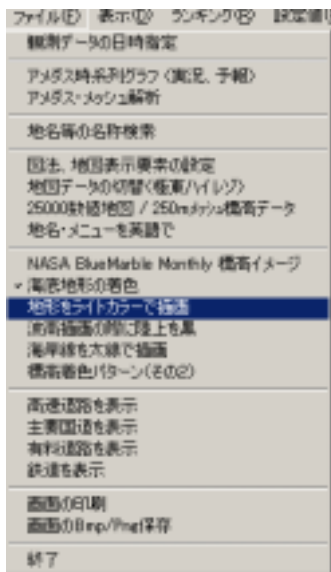 ファイル(F) 表示(D) ランキング(R) 設定値(
観測データの日時指定
アメダス時系列グラフ (実況、予報)
アメダス・メッシュ解析
地名等の名称検索
図法、地図表示要素の設定
地図データの切替(極東ハイレゾ)
25000数値地図 / 250mメッシュ標高データ
地名・メニューを英語で
NASA BlueMarble Monthly 標高イメージ
海底地形の着色
地形をライトカラーで描画
波高描画の際に陸上を黒
海岸線を太線で描画
標高着色パターン(その2)
高速道路を表示
主要国道を表示
有料道路を表示
鉄道を表示
画面の印刷
画面のBmp/Png保存
終了